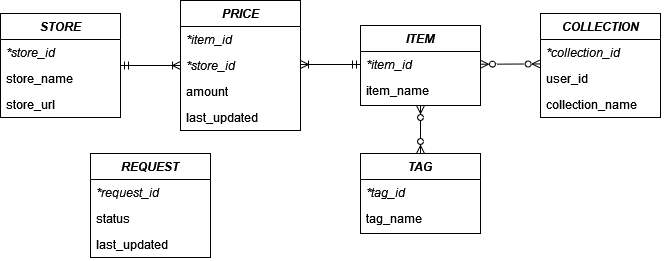 STORE
*store_id
store_name
store_url
PRICE
*item_id
*store_id
amount
last_updated
ITEM
*item_id
item_name
COLLECTION
*collection_id
user_id
collection_name
REQUEST
*request_id
status
last_updated
TAG
*tag_id
tag_name